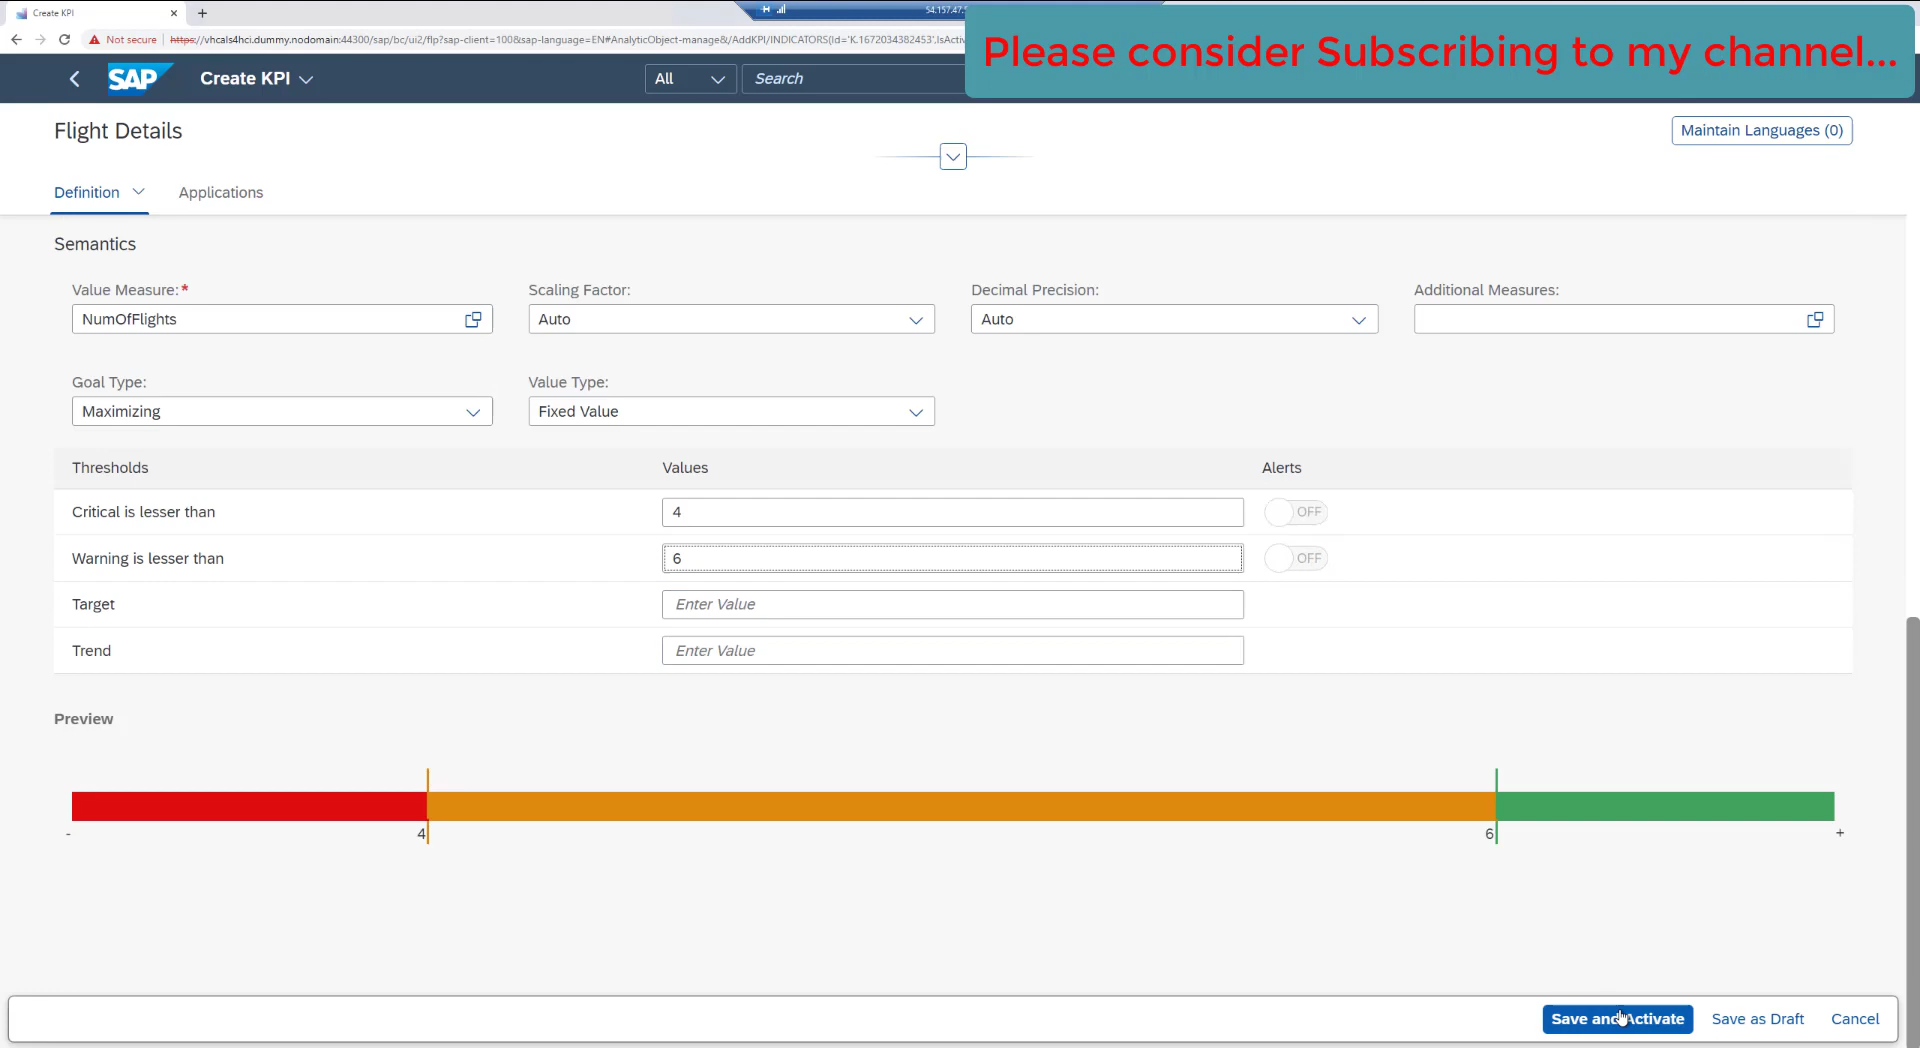 Create KPI
54.157.47.
Not secure | https://vhcals4hci.dummy.nodomain:44300/sap/bc/ui2/flp?sap-client=100&sap-language=EN#AnalyticObject-manage&/AddKPI/INDICATORS(Id='K.1672034382453',IsActiv
Please consider Subscribing to my channel...
SAP Create KPI All Search
Flight Details
Maintain Languages (0)
Definition Applications
Semantics
Value Measure:* Scaling Factor: Decimal Precision: Additional Measures:
NumOfFlights Auto Auto
Goal Type: Value Type:
Maximizing Fixed Value
Thresholds Values Alerts
Critical is lesser than 4 OFF
Warning is lesser than 6 OFF
Target Enter Value
Trend Enter Value
Preview
- 4 6 +
Save and Activate Save as Draft Cancel